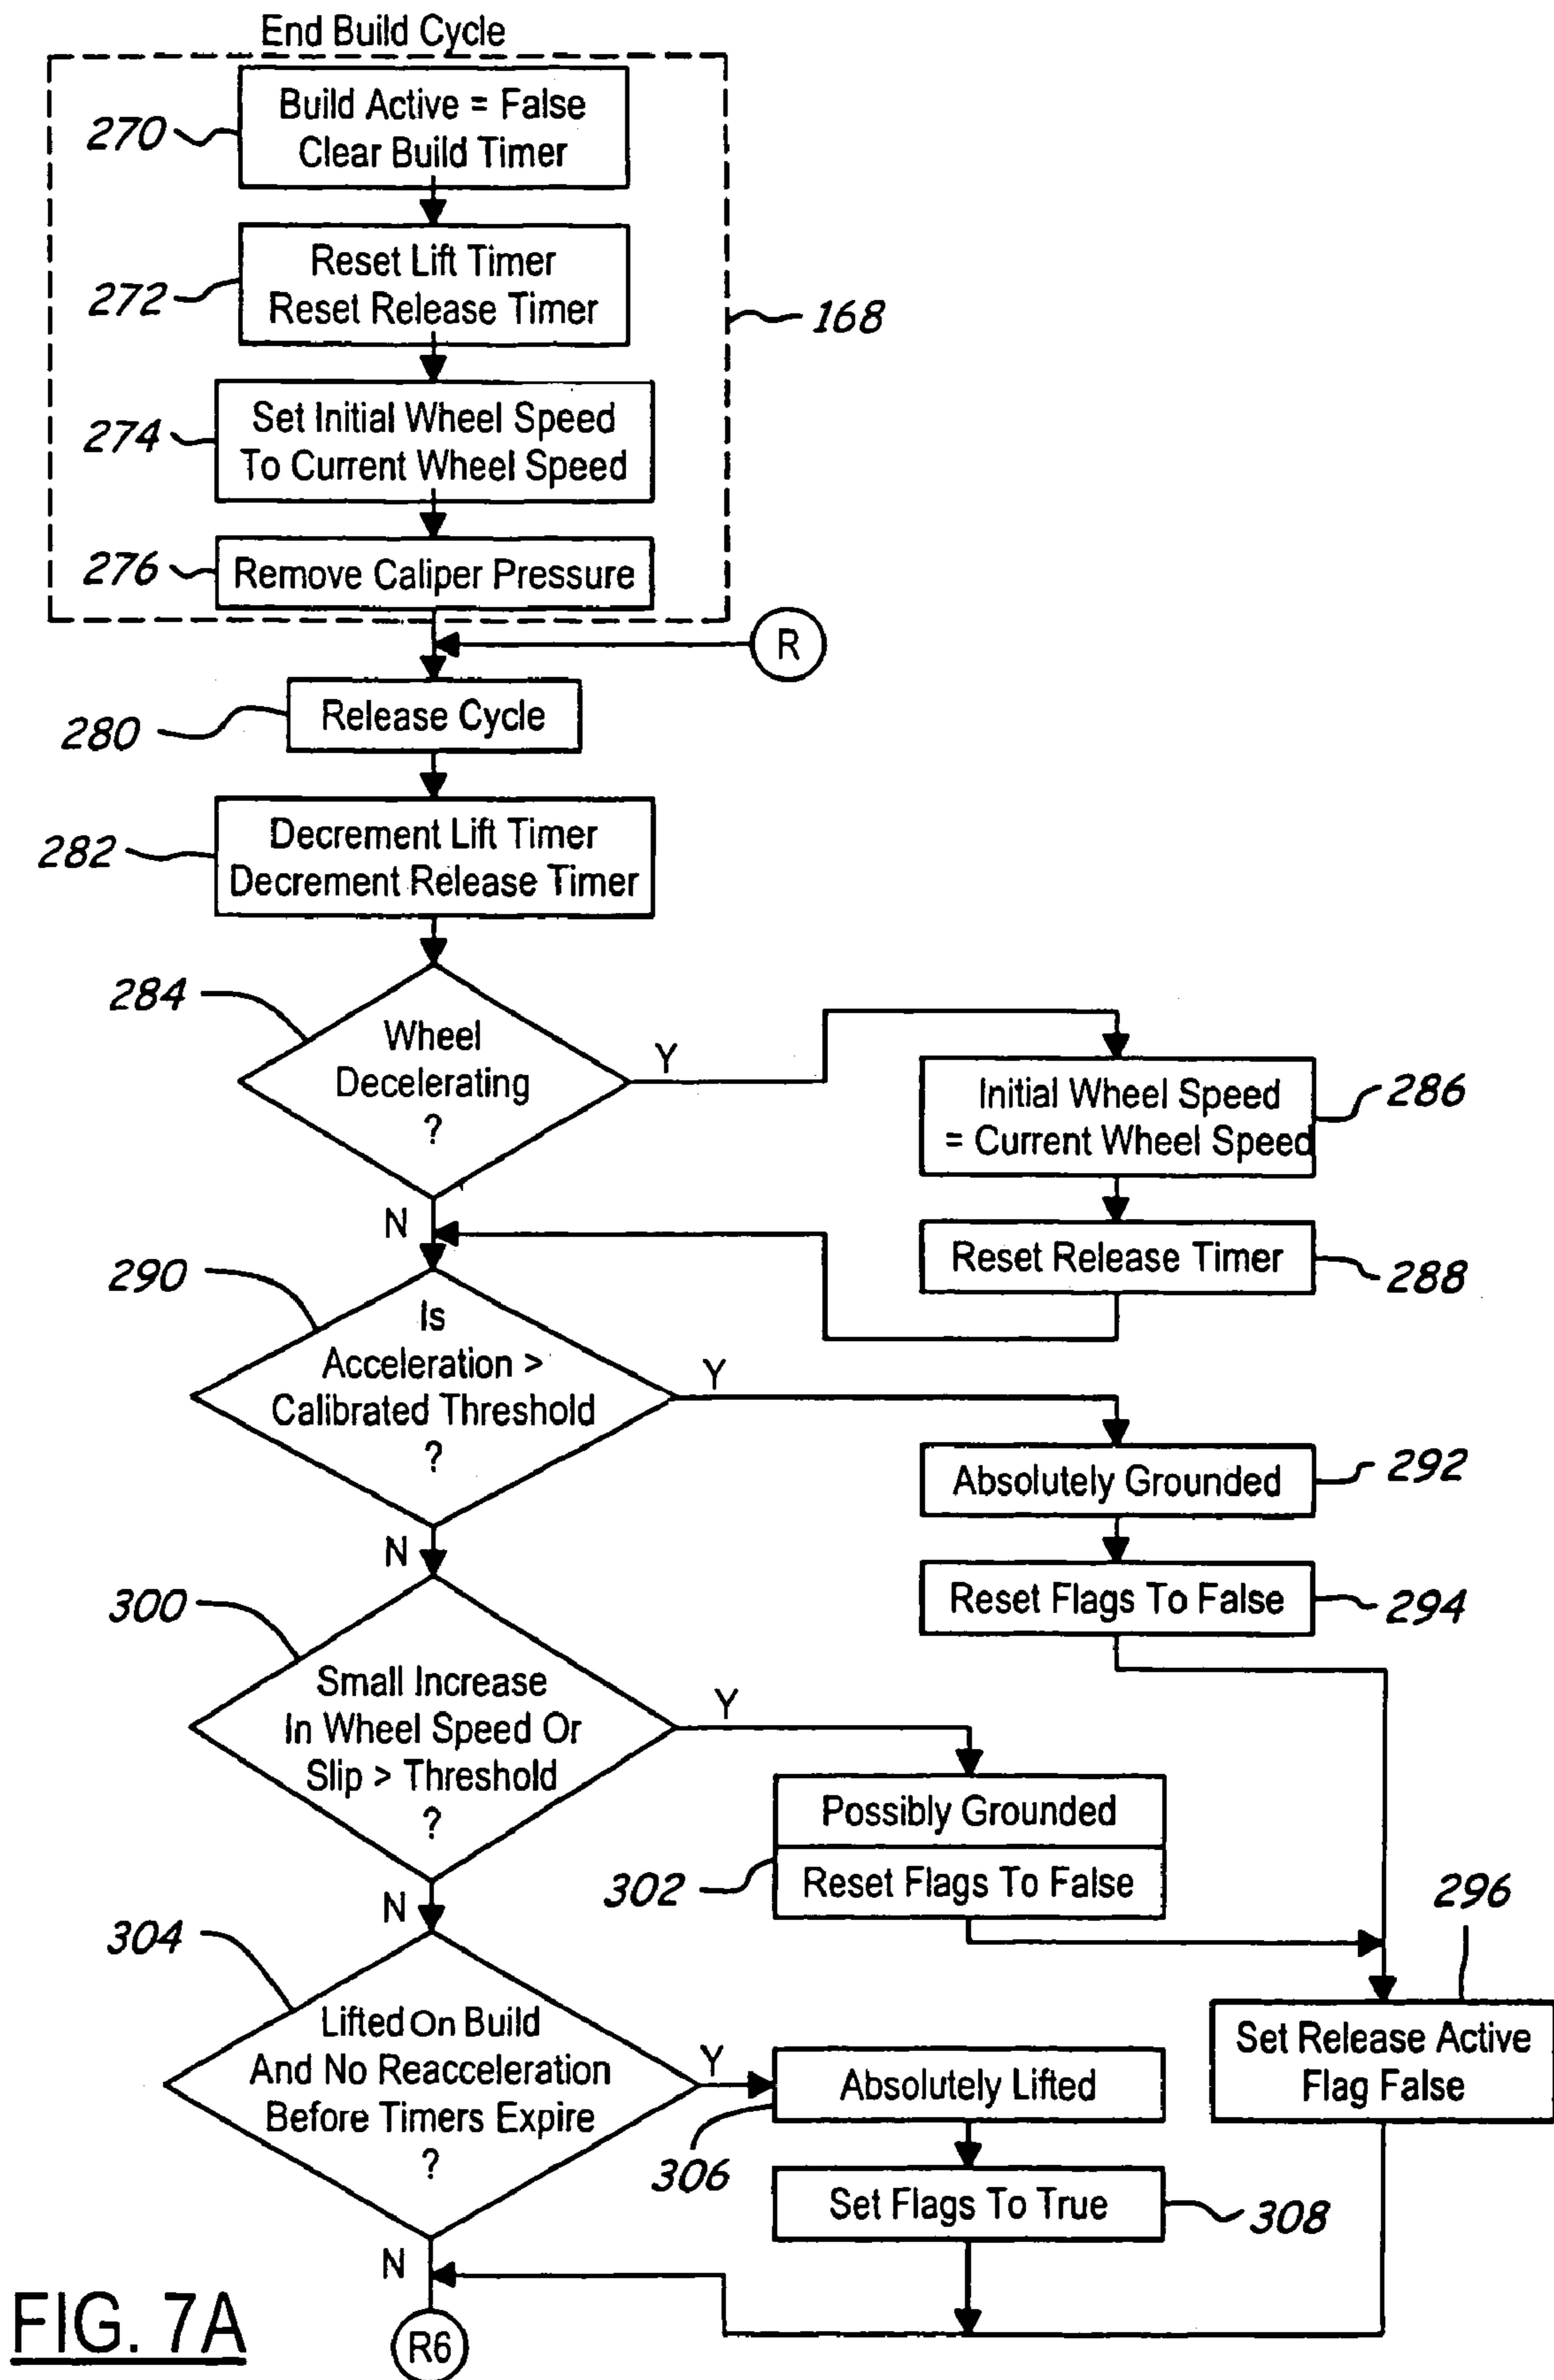 End Build Cycle
270
Build Active = False
Clear Build Timer
272
Reset Lift Timer
Reset Release Timer
168
274
Set Initial Wheel Speed
To Current Wheel Speed
276
Remove Caliper Pressure
R
280
Release Cycle
282
Decrement Lift Timer
Decrement Release Timer
284
Wheel
Decelerating
?
Y
N
Initial Wheel Speed
= Current Wheel Speed
286
Reset Release Timer
288
290
Is
Acceleration >
Calibrated Threshold
?
Y
N
Absolutely Grounded
292
Reset Flags To False
294
300
Small Increase
In Wheel Speed Or
Slip > Threshold
?
Y
N
Possibly Grounded
Reset Flags To False
302
296
Set Release Active
Flag False
304
Lifted On Build
And No Reacceleration
Before Timers Expire
?
Y
N
Absolutely Lifted
306
Set Flags To True
308
R6
FIG. 7A